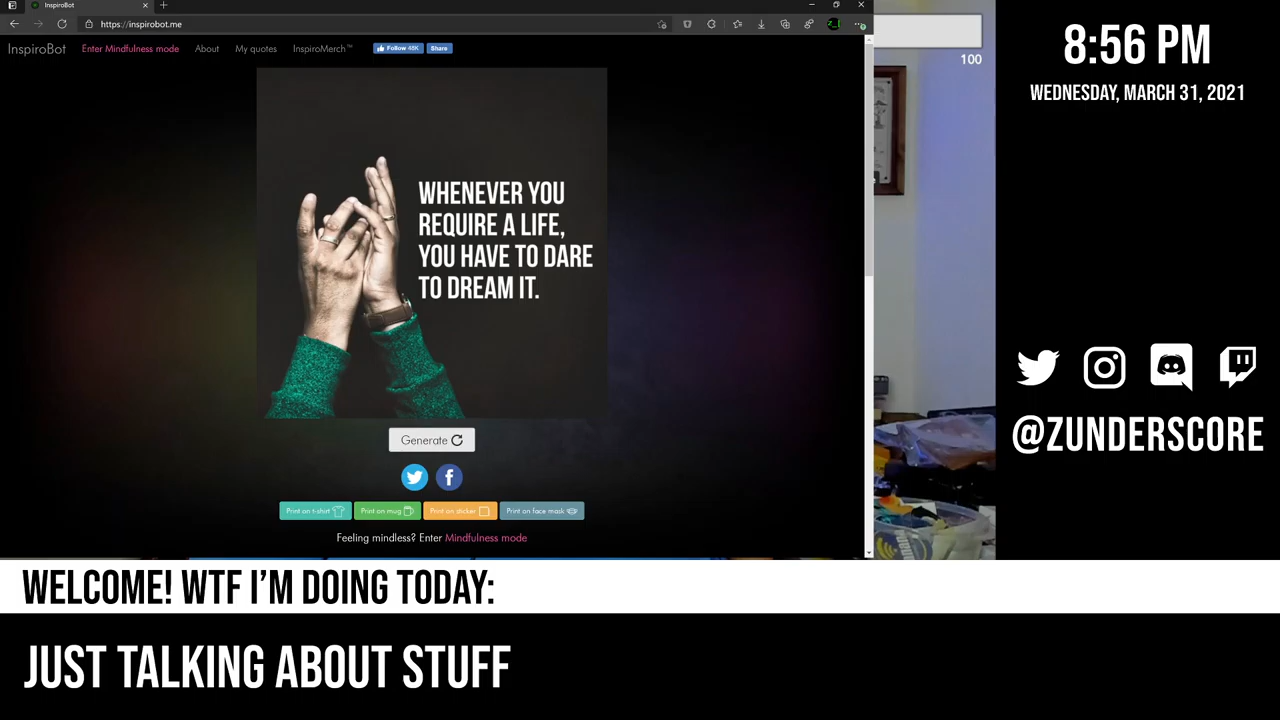 InspiroBot
https://inspirobot.me
InspiroBot
Enter Mindfulness mode
About
My quotes
InspiroMerch™
Follow 48K
Share
WHENEVER YOU
REQUIRE A LIFE,
YOU HAVE TO DARE
TO DREAM IT.
Generate
Print on t-shirt
Print on mug
Print on sticker
Print on face mask
Feeling mindless? Enter Mindfulness mode
100
8:56 PM
WEDNESDAY, MARCH 31, 2021
@ZUNDERSCORE
WELCOME! WTF I'M DOING TODAY:
JUST TALKING ABOUT STUFF